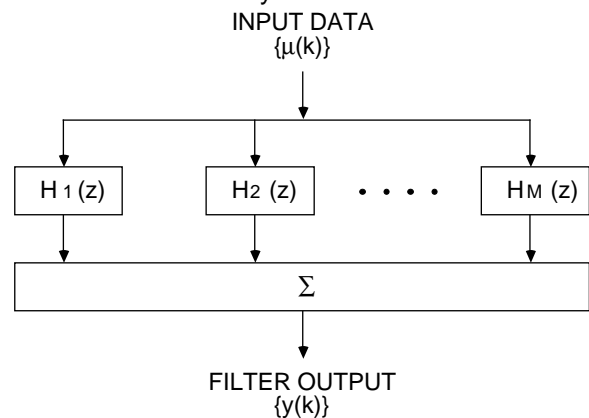 INPUT DATA
{μ(k)}
H1(z) H2(z) . . . . HM(z)
Σ
FILTER OUTPUT
{y(k)}